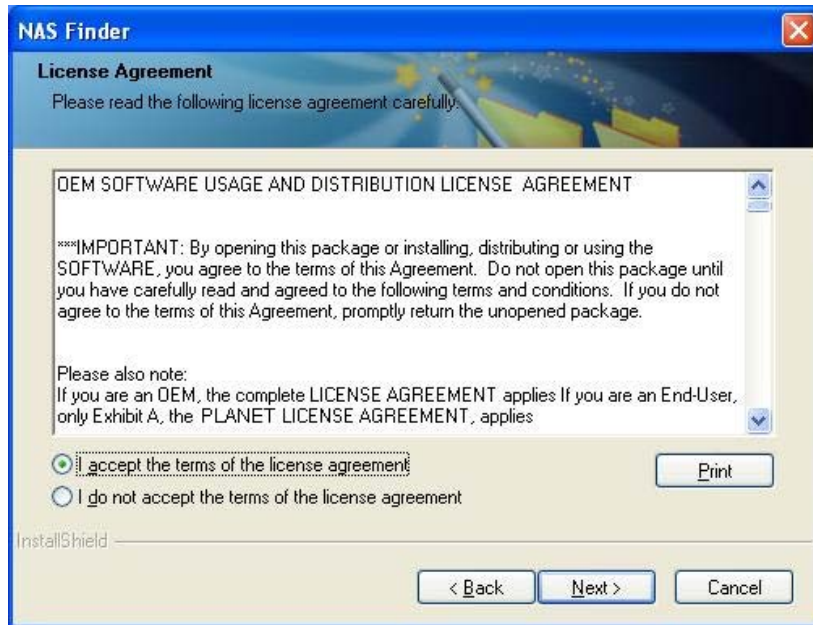 NAS Finder
License Agreement
Please read the following license agreement carefully.
OEM SOFTWARE USAGE AND DISTRIBUTION LICENSE AGREEMENT
***IMPORTANT: By opening this package or installing, distributing or using the
SOFTWARE, you agree to the terms of this Agreement. Do not open this package until
you have carefully read and agreed to the following terms and conditions. If you do not
agree to the terms of this Agreement, promptly return the unopened package.
Please also note:
If you are an OEM, the complete LICENSE AGREEMENT applies If you are an End-User,
only Exhibit A, the PLANET LICENSE AGREEMENT, applies
I accept the terms of the license agreement
Print
I do not accept the terms of the license agreement
InstallShield
< Back
Next >
Cancel